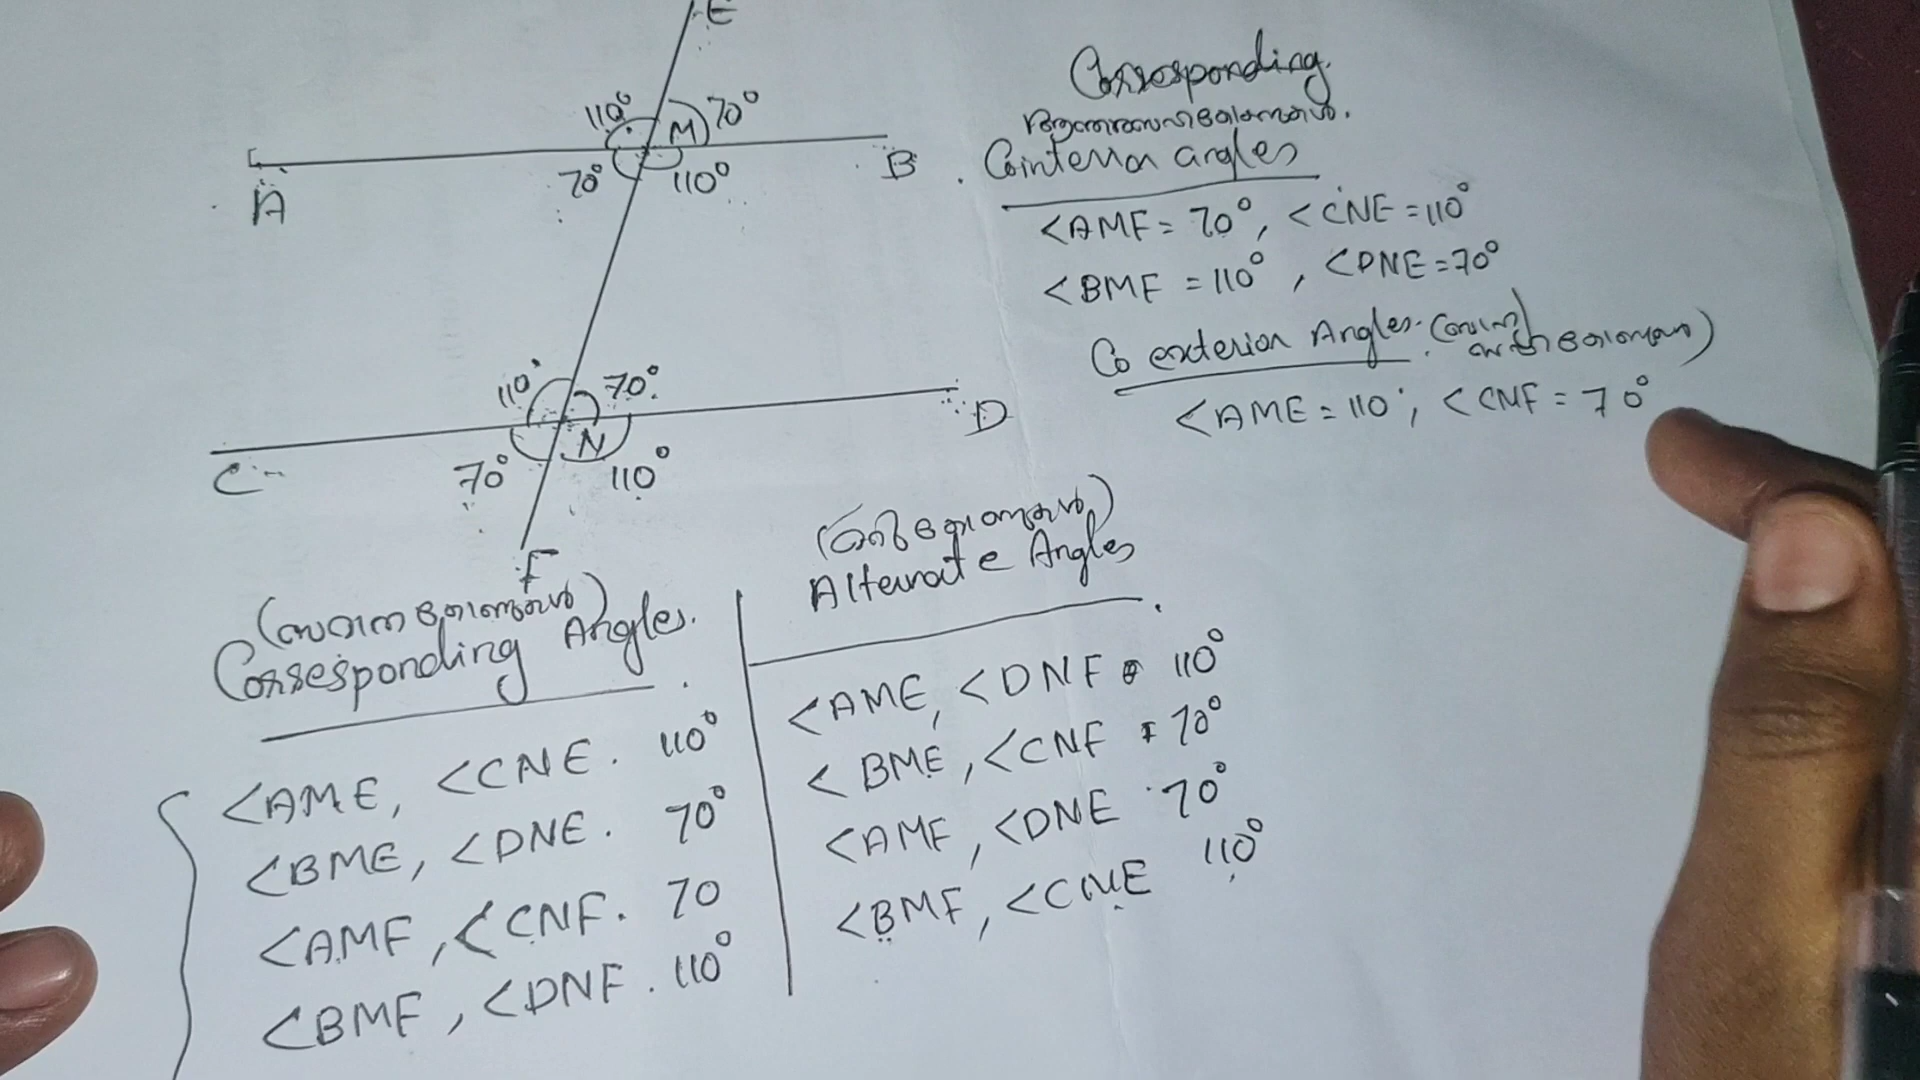 E
110° M 70°
A 70° 110° B
110° 70°
C N D
70° 110°
F
Corresponding.
Cointerior angles
<AMF = 70°, <CNE = 110°
<BMF = 110°, <DNE = 70°
Co exterior Angles.
<AME = 110°, <CNF = 70°
(സമാന കോണുകൾ)
Corresponding Angles.
<AME, <CNE. 110°
<BME, <DNE. 70°
<AMF, <CNF. 70
<BMF, <DNF. 110°
Alternate Angles
<AME, <DNF 110°
<BME, <CNF = 70°
<AMF, <DNE 70°
<BMF, <CNE 110°